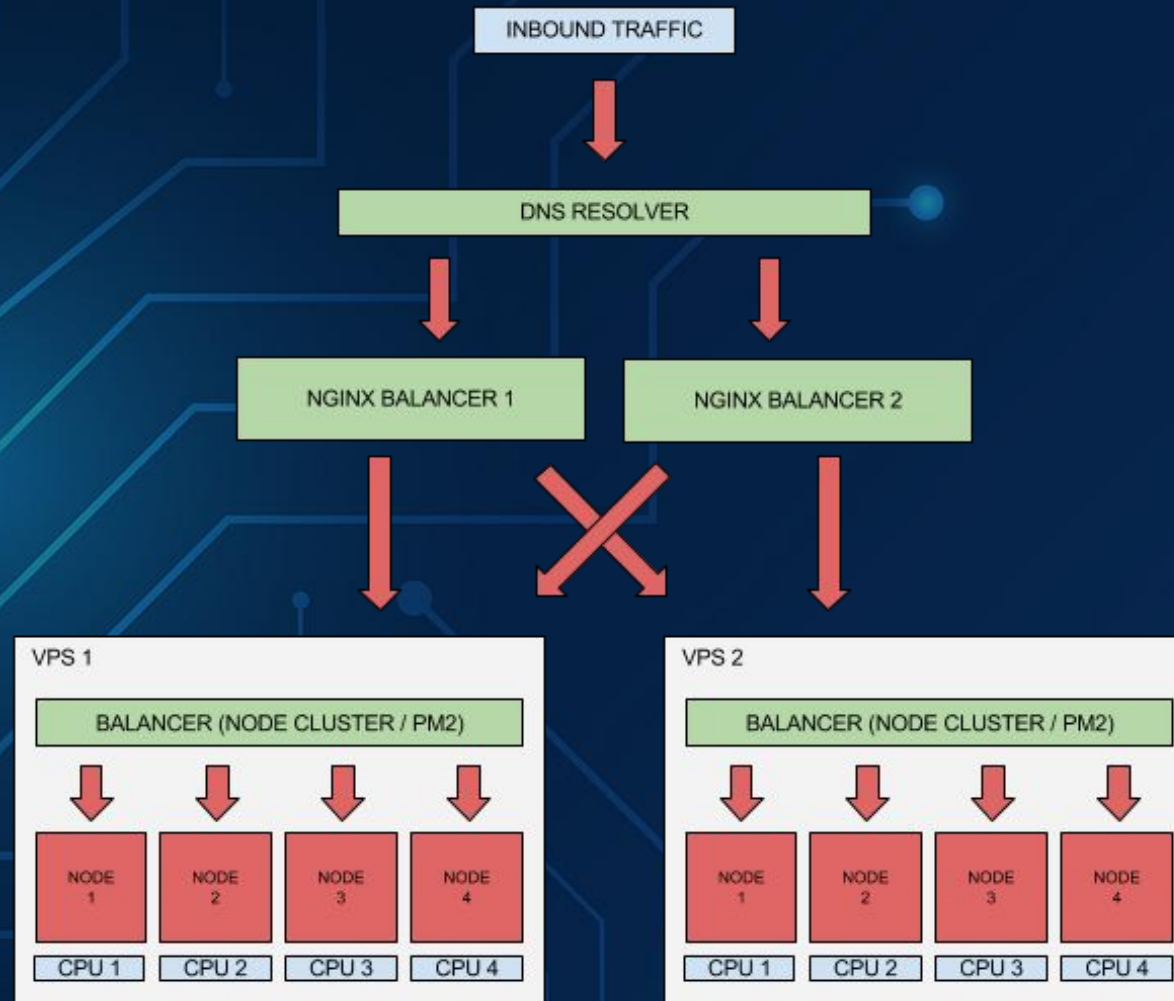 INBOUND TRAFFIC
DNS RESOLVER
NGINX BALANCER 1
NGINX BALANCER 2
VPS 1
BALANCER (NODE CLUSTER / PM2)
NODE
1
NODE
2
NODE
3
NODE
4
CPU 1
CPU 2
CPU 3
CPU 4
VPS 2
BALANCER (NODE CLUSTER / PM2)
NODE
1
NODE
2
NODE
3
NODE
4
CPU 1
CPU 2
CPU 3
CPU 4